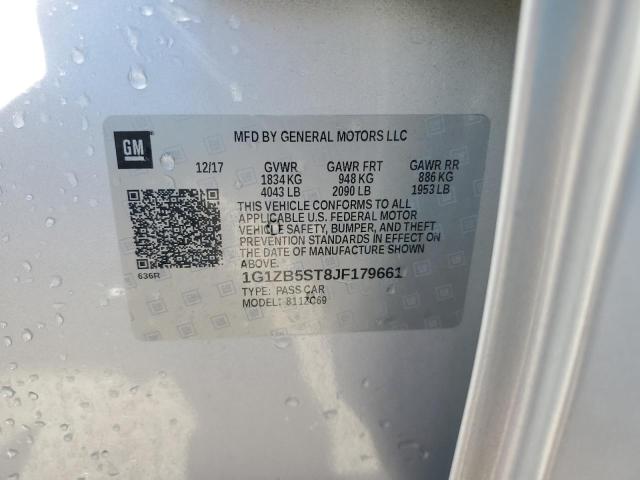 GM
MFD BY GENERAL MOTORS LLC
12/17 GVWR GAWR FRT GAWR RR
1834 KG 948 KG 886 KG
4043 LB 2090 LB 1953 LB
THIS VEHICLE CONFORMS TO ALL
APPLICABLE U.S. FEDERAL MOTOR
VEHICLE SAFETY, BUMPER, AND THEFT
PREVENTION STANDARDS IN EFFECT ON
THE DATE OF MANUFACTURE SHOWN
ABOVE.
636R
1G1ZB5ST8JF179661
TYPE: PASS CAR
MODEL: 811ZC69